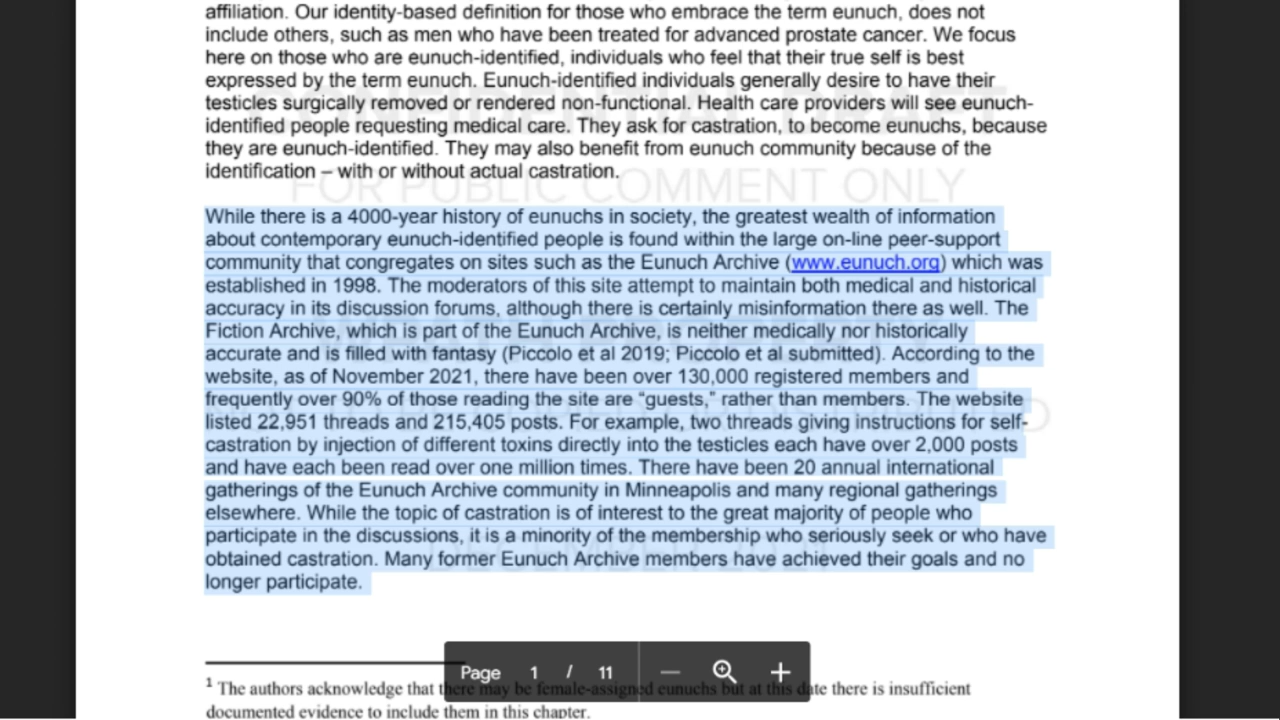 affiliation. Our identity-based definition for those who embrace the term eunuch, does not
include others, such as men who have been treated for advanced prostate cancer. We focus
here on those who are eunuch-identified, individuals who feel that their true self is best
expressed by the term eunuch. Eunuch-identified individuals generally desire to have their
testicles surgically removed or rendered non-functional. Health care providers will see eunuch-
identified people requesting medical care. They ask for castration, to become eunuchs, because
they are eunuch-identified. They may also benefit from eunuch community because of the
identification – with or without actual castration.
CONFIDENTIAL DRAFT
FOR PUBLIC COMMENT ONLY
While there is a 4000-year history of eunuchs in society, the greatest wealth of information
about contemporary eunuch-identified people is found within the large on-line peer-support
community that congregates on sites such as the Eunuch Archive (www.eunuch.org) which was
established in 1998. The moderators of this site attempt to maintain both medical and historical
accuracy in its discussion forums, although there is certainly misinformation there as well. The
Fiction Archive, which is part of the Eunuch Archive, is neither medically nor historically
accurate and is filled with fantasy (Piccolo et al 2019; Piccolo et al submitted). According to the
website, as of November 2021, there have been over 130,000 registered members and
frequently over 90% of those reading the site are “guests,” rather than members. The website
listed 22,951 threads and 215,405 posts. For example, two threads giving instructions for self-
castration by injection of different toxins directly into the testicles each have over 2,000 posts
and have each been read over one million times. There have been 20 annual international
gatherings of the Eunuch Archive community in Minneapolis and many regional gatherings
elsewhere. While the topic of castration is of interest to the great majority of people who
participate in the discussions, it is a minority of the membership who seriously seek or who have
obtained castration. Many former Eunuch Archive members have achieved their goals and no
longer participate.
Page 1 / 11
1 The authors acknowledge that there may be female-assigned eunuchs but at this date there is insufficient
documented evidence to include them in this chapter.